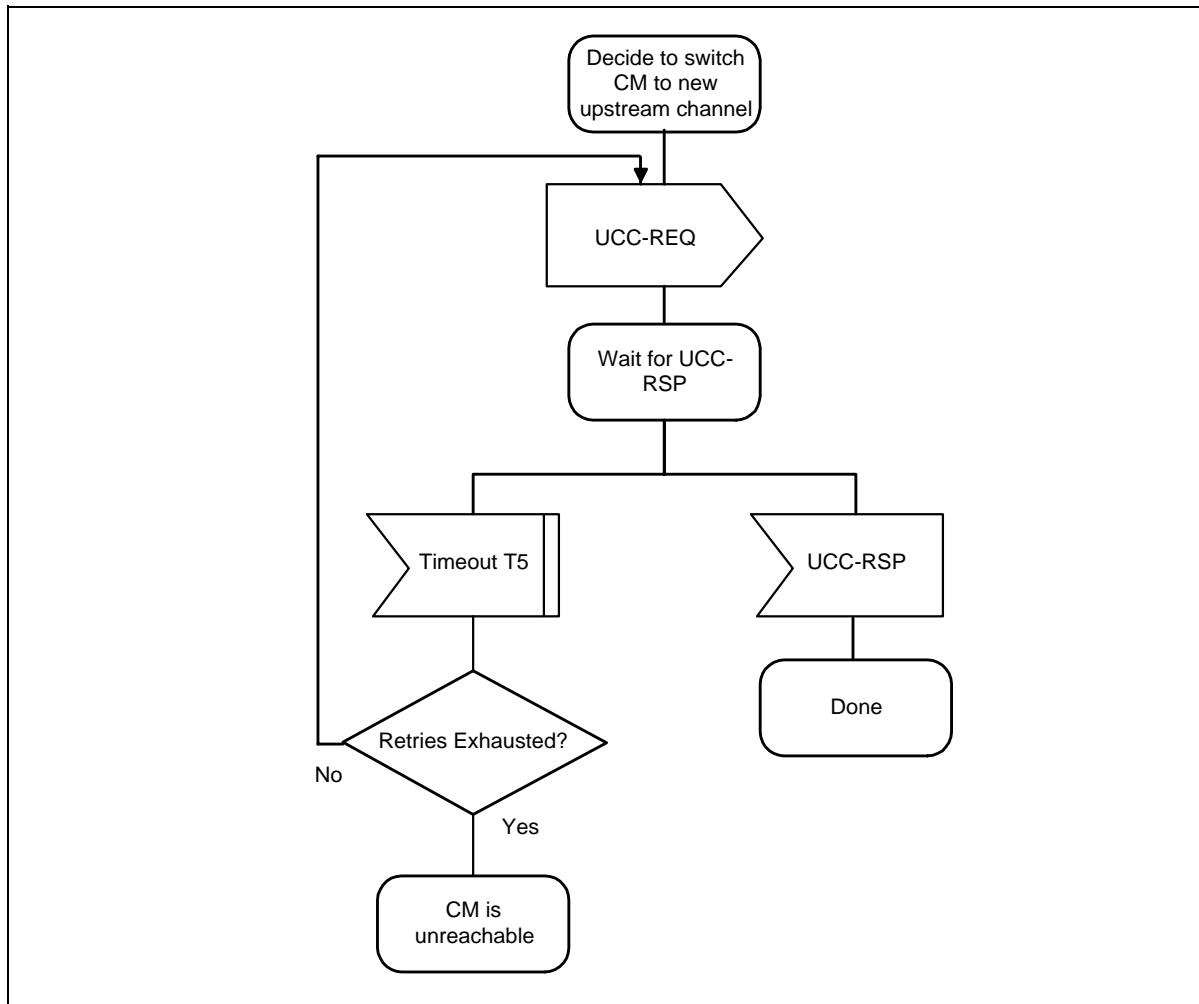 Decide to switch
CM to new
upstream channel
UCC-REQ
Wait for UCC-
RSP
Timeout T5
UCC-RSP
Retries Exhausted?
Done
No
Yes
CM is
unreachable